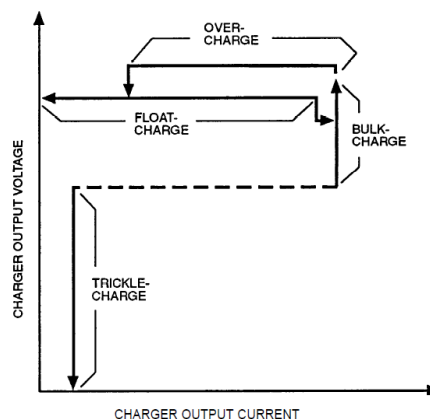 OVER-
CHARGE
FLOAT-
CHARGE
BULK-
CHARGE
CHARGER OUTPUT VOLTAGE
TRICKLE-
CHARGE
CHARGER OUTPUT CURRENT